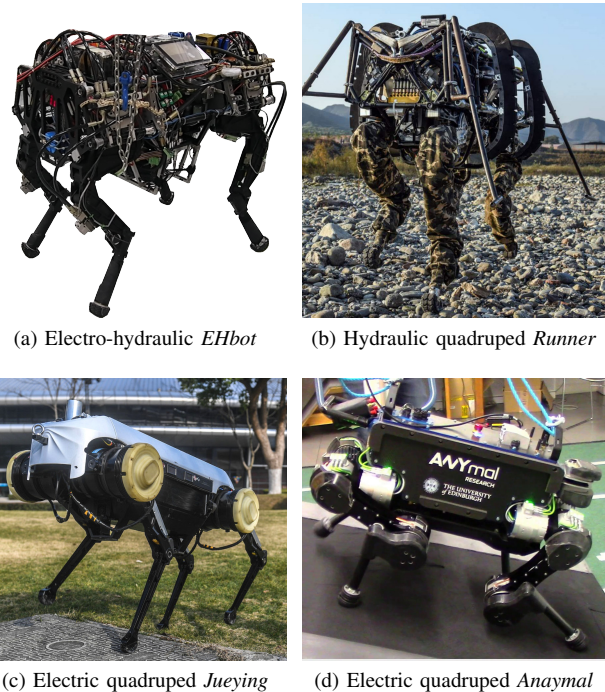 (a) Electro-hydraulic EHbot
(b) Hydraulic quadruped Runner
ANYmal
RESEARCH
THE UNIVERSITY
of EDINBURGH
(c) Electric quadruped Jueying
(d) Electric quadruped Anaymal